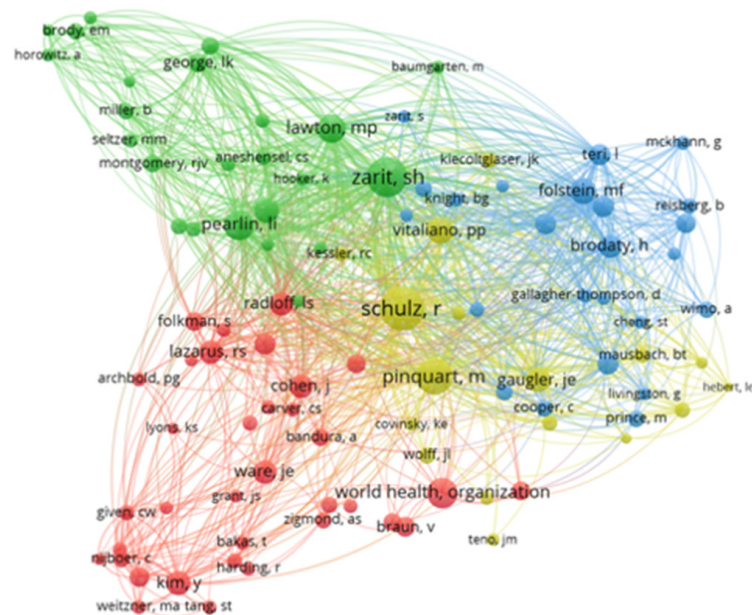 brody, em
horowitz, a
george, lk
baumgarten, m
miller, b
zarit, s
lawton, mp
seltzer, mm
mckhann, g
teri, l
montgomery, rjv
aneshensel, cs
kiecoltglaser, jk
hooker, k
zarit, sh
folstein, mf
knight, bg
reisberg, b
pearlin, li
vitaliano, pp
brodaty, h
kessler, rc
gallagher-thompson, d
radloff, ls
schulz, r
wimo, a
folkman, s
cheng, st
lazarus, rs
mausbach, bt
archbold, pg
cohen, j
pinquart, m
gaugler, je
hebert, le
livingston, g
carver, cs
cooper, c
prince, m
lyons, ks
bandura, a
covinsky, ke
wolff, jl
ware, je
grant, js
world health, organization
given, cw
zigmond, as
braun, v
bakas, t
teno, jm
nijboer, c
harding, r
kim, y
weitzner, ma tang, st